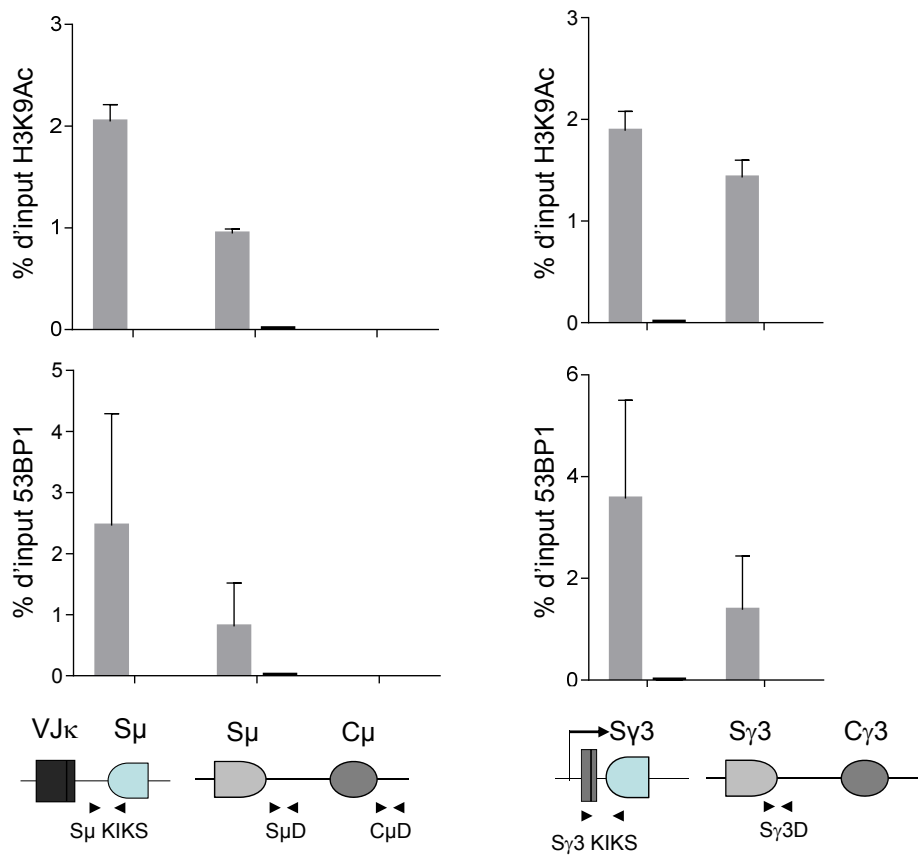 % d'input H3K9Ac
3
2
1
0
% d'input H3K9Ac
3
2
1
0
% d'input 53BP1
5
4
3
2
1
0
% d'input 53BP1
6
4
2
0
VJκ Sμ
Sμ Cμ
Sμ KIKS
SμD CμD
Sγ3
Sγ3 Cγ3
Sγ3 KIKS
Sγ3D